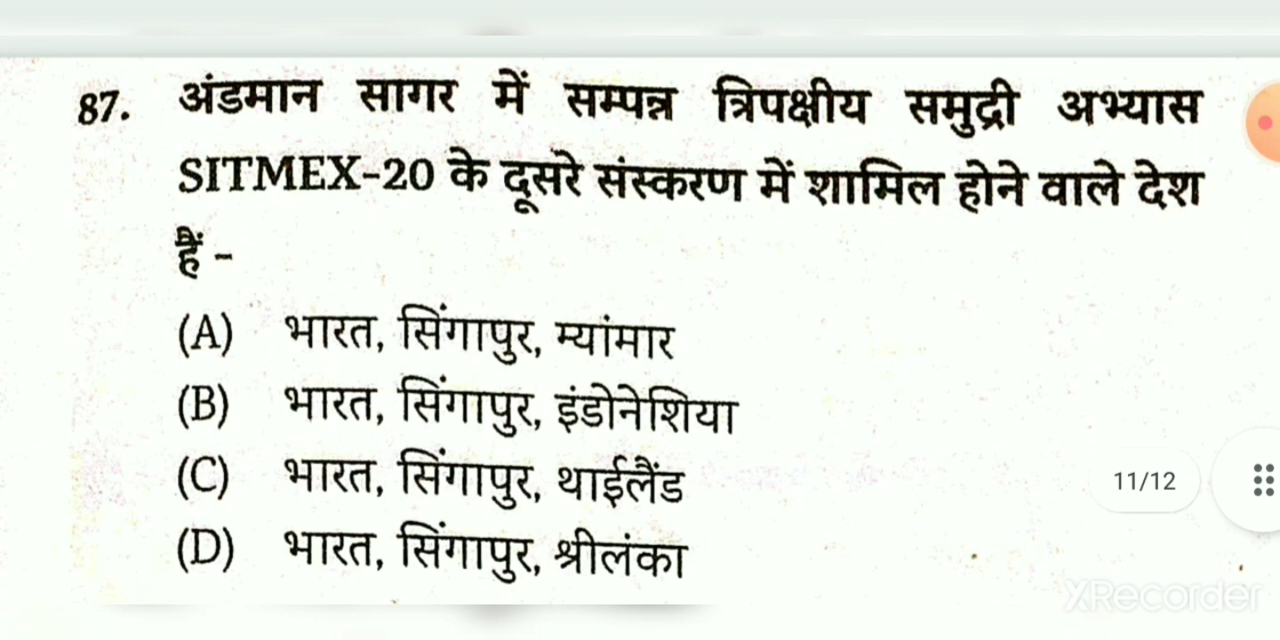 87. अंडमान सागर में सम्पन्न त्रिपक्षीय समुद्री अभ्यास
SITMEX-20 के दूसरे संस्करण में शामिल होने वाले देश
हैं -
(A) भारत, सिंगापुर, म्यांमार
(B) भारत, सिंगापुर, इंडोनेशिया
(C) भारत, सिंगापुर, थाईलैंड
11/12
(D) भारत, सिंगापुर, श्रीलंका
XRecorder